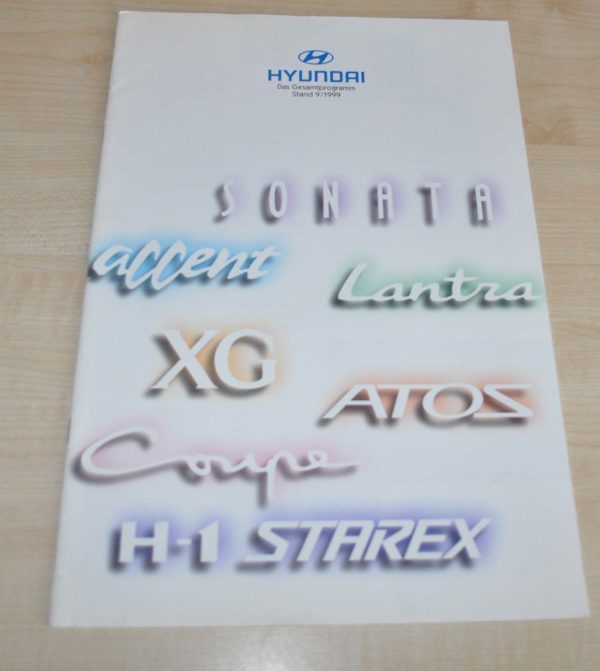 HYUNDAI
Das Gesamtprogramm
Stand 9/1999
SONATA
accent
Lantra
XG
ATOS
Coupe
H-1 STAREX